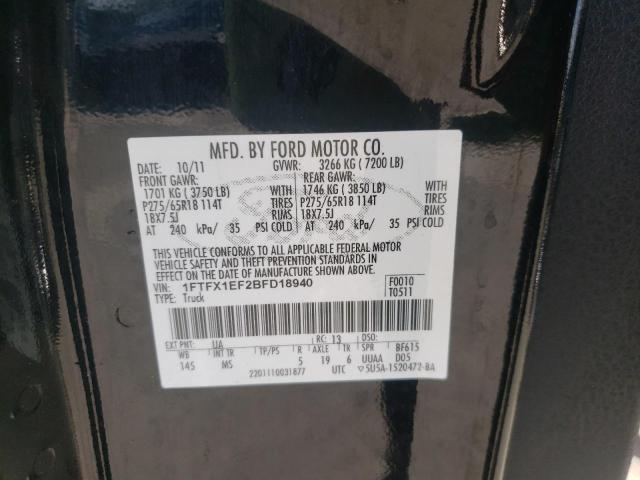 MFD. BY FORD MOTOR CO.
DATE: 10/11 GVWR: 3266 KG ( 7200 LB)
FRONT GAWR: REAR GAWR:
1701 KG ( 3750 LB) WITH 1746 KG ( 3850 LB) WITH
P275/65R18 114T TIRES P275/65R18 114T TIRES
18X7.5J RIMS 18X7.5J RIMS
AT 240 kPa/ 35 PSI COLD AT 240 kPa/ 35 PSI COLD
THIS VEHICLE CONFORMS TO ALL APPLICABLE FEDERAL MOTOR
VEHICLE SAFETY AND THEFT PREVENTION STANDARDS IN
EFFECT ON THE DATE OF MANUFACTURE SHOWN ABOVE.
VIN: 1FTFX1EF2BFD18940 F0010
TYPE: Truck T0511
EXT PNT: UA RC: 13 DSO:
WB INT TR TP/PS R AXLE TR SPR BF615
145 MS 5 19 6 UUAA D05
2201110031877 UTC 5U5A-1520472-BA